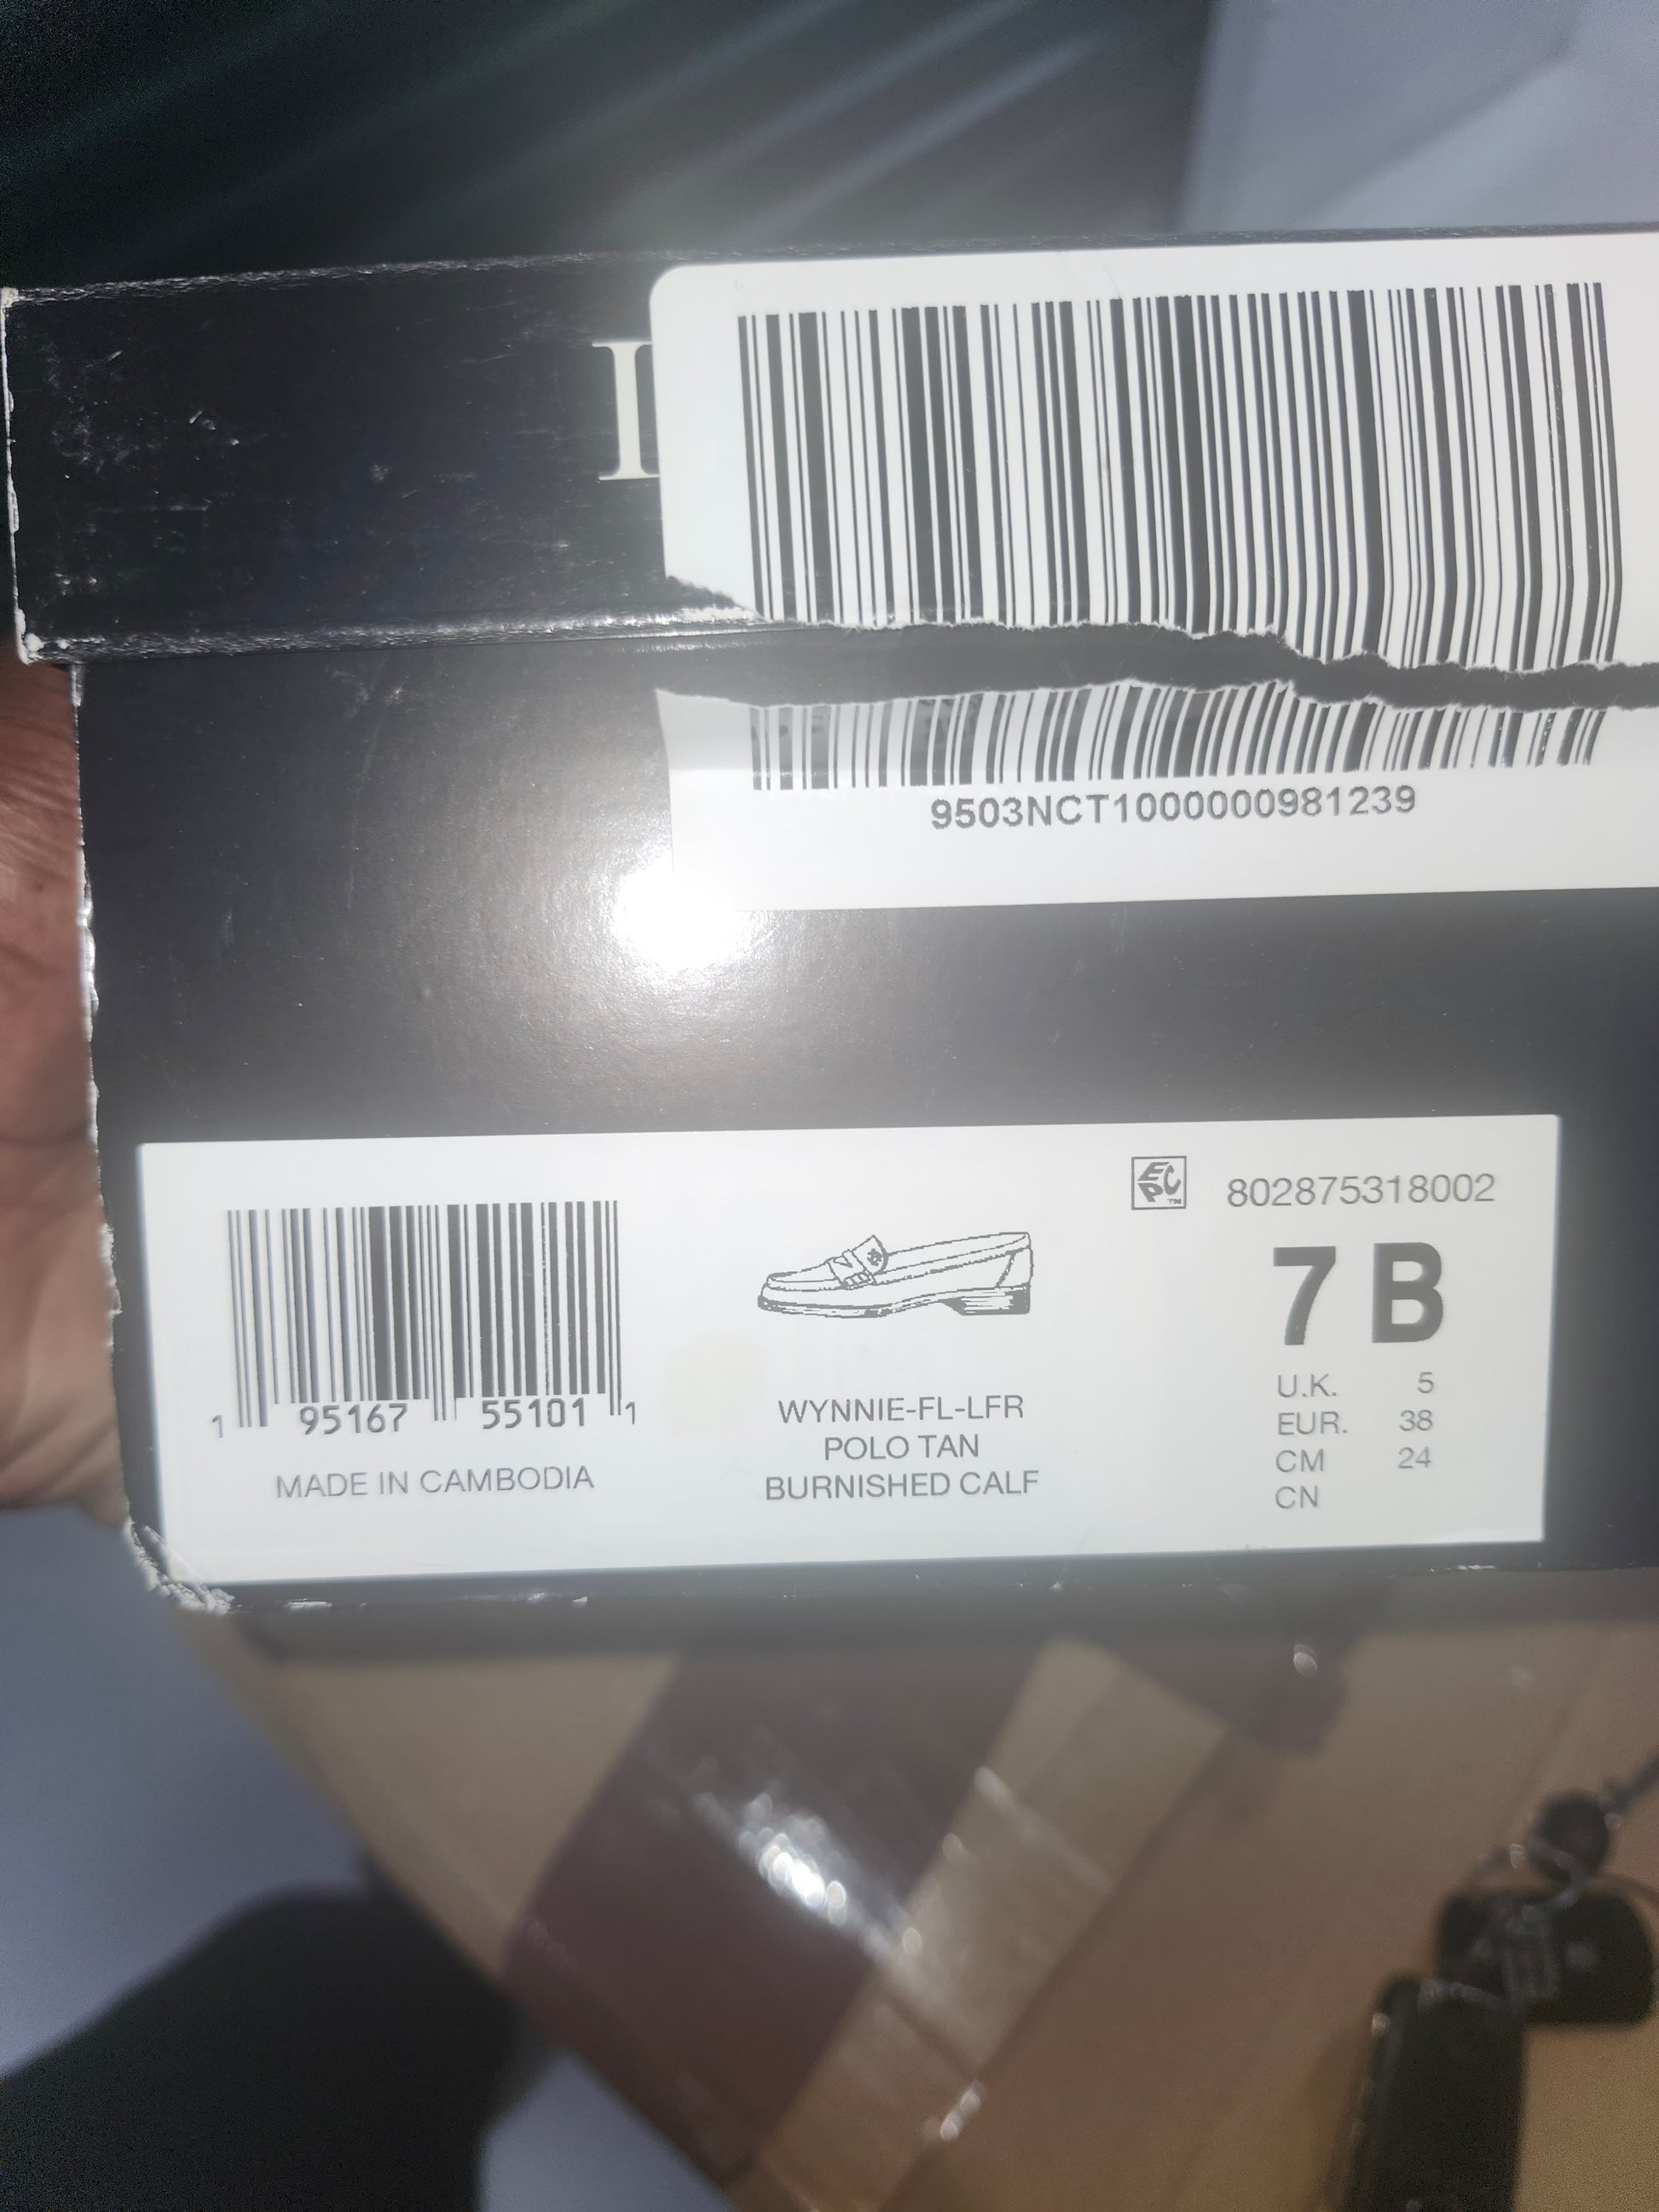 9503NCT1000000981239
802875318002
7 B
U.K. 5
EUR. 38
CM 24
CN
1 95167 55101 1
MADE IN CAMBODIA
WYNNIE-FL-LFR
POLO TAN
BURNISHED CALF